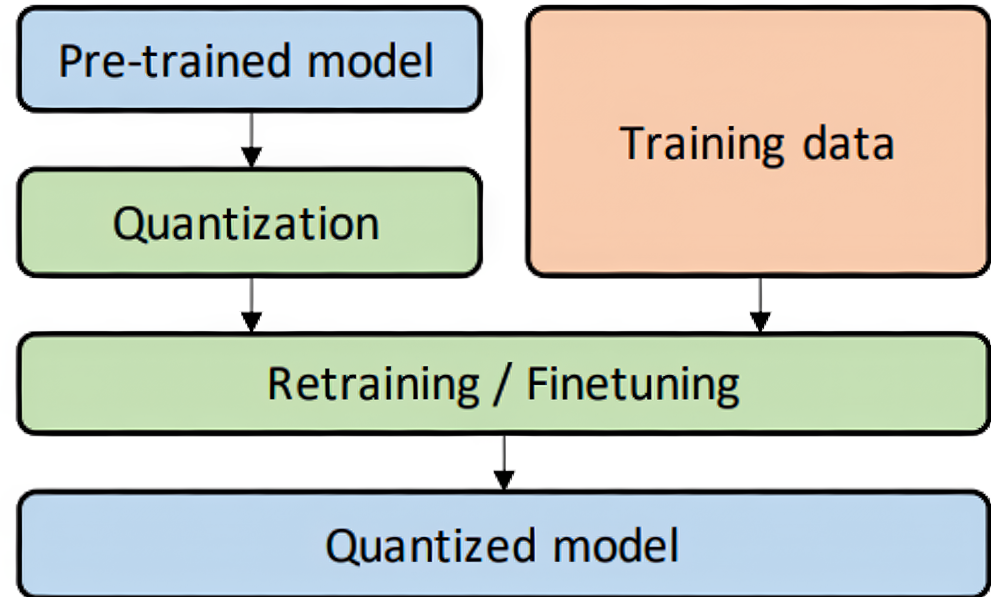 Pre-trained model
Training data
Quantization
Retraining / Finetuning
Quantized model